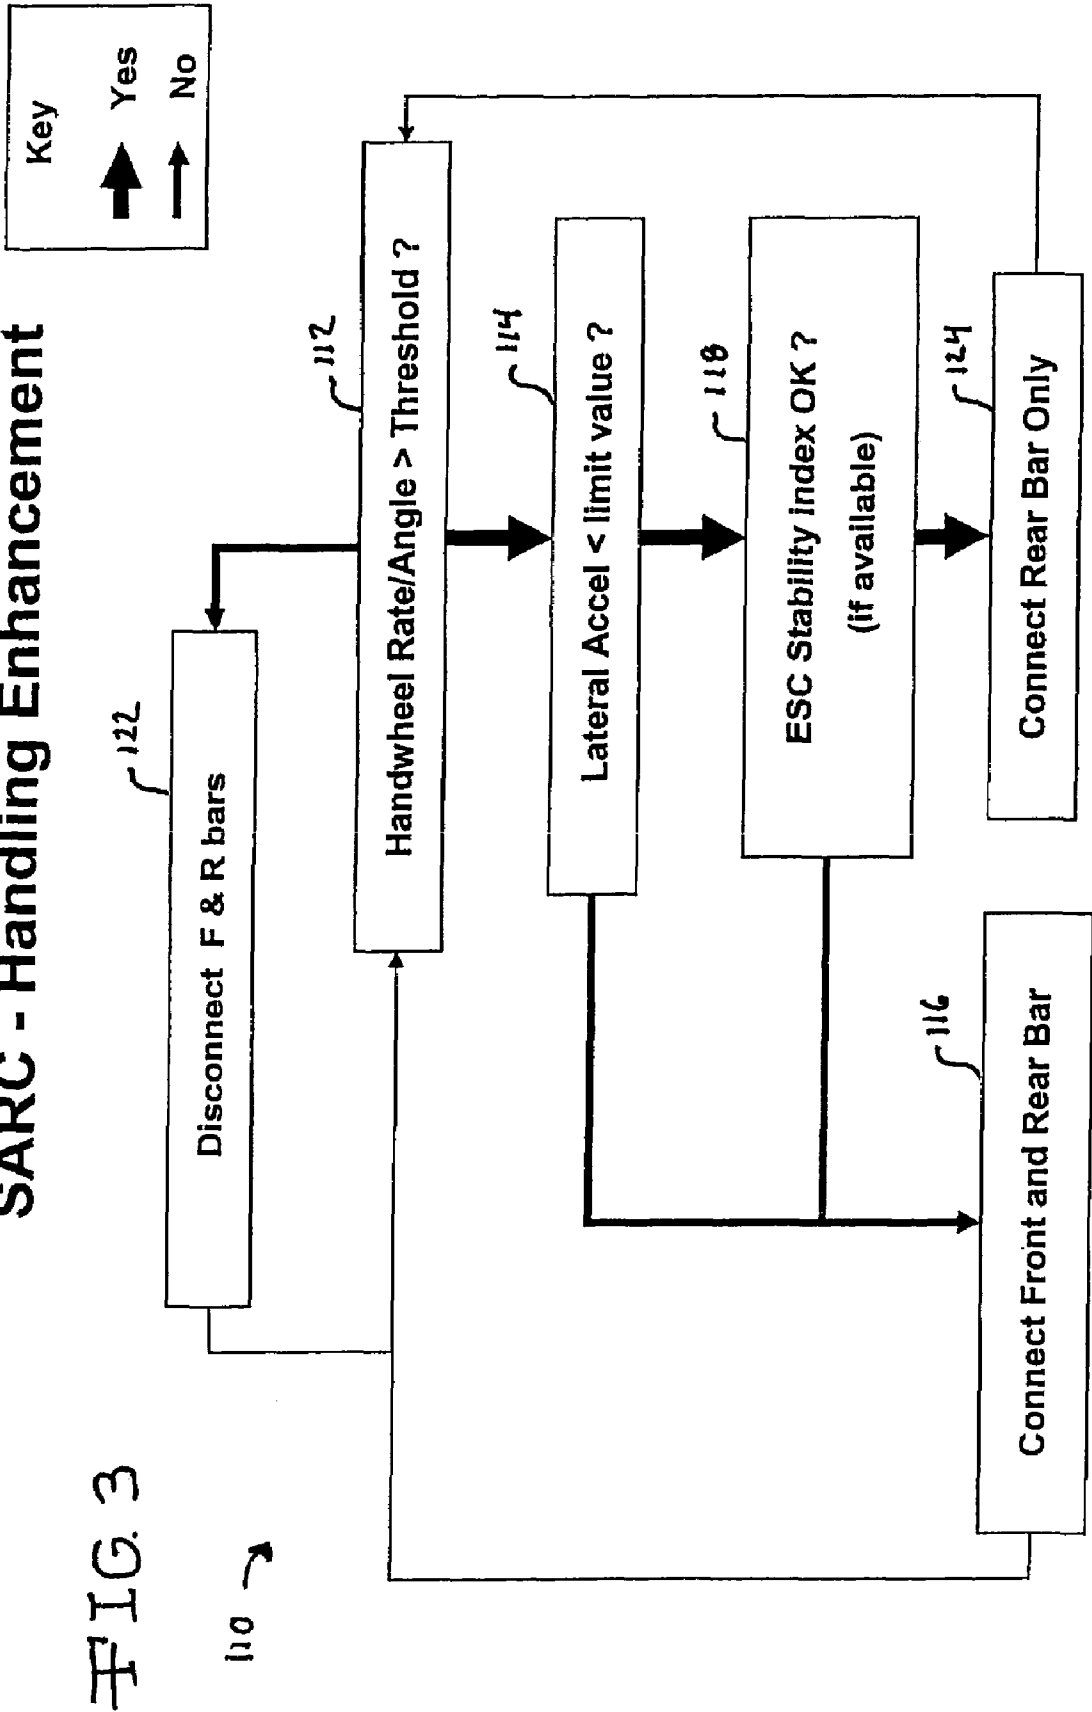 SARC - Handling Enhancement
Key
Yes
No
FIG. 3
110
122
Disconnect F & R bars
112
Handwheel Rate/Angle > Threshold ?
114
Lateral Accel < limit value ?
118
ESC Stability index OK ?
(if available)
116
Connect Front and Rear Bar
124
Connect Rear Bar Only